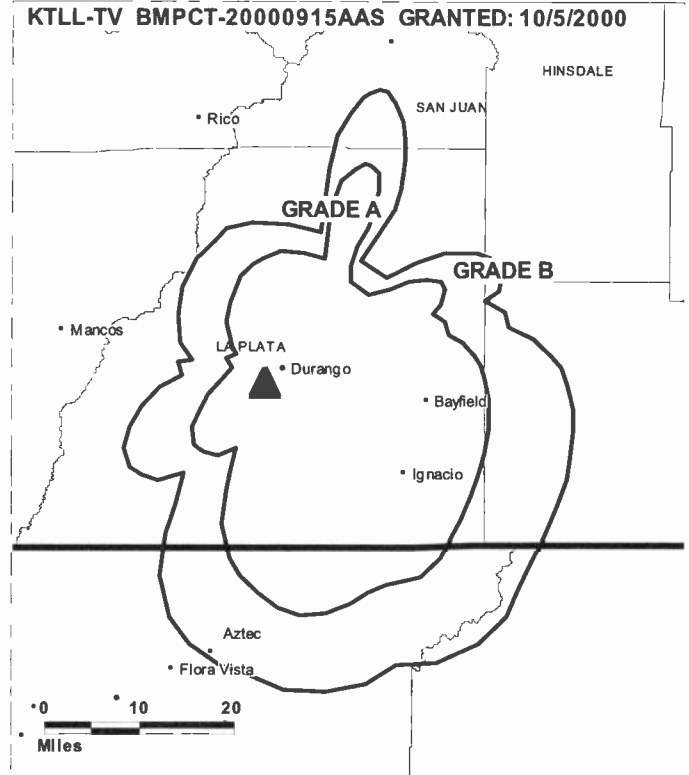 KTLL-TV BMPCT-20000915AAS GRANTED: 10/5/2000
HINSDALE
SAN JUAN
Rico
GRADE A
GRADE B
Mancos
LA PLATA
Durango
Bayfield
Ignacio
Aztec
Flora Vista
0 10 20
Miles